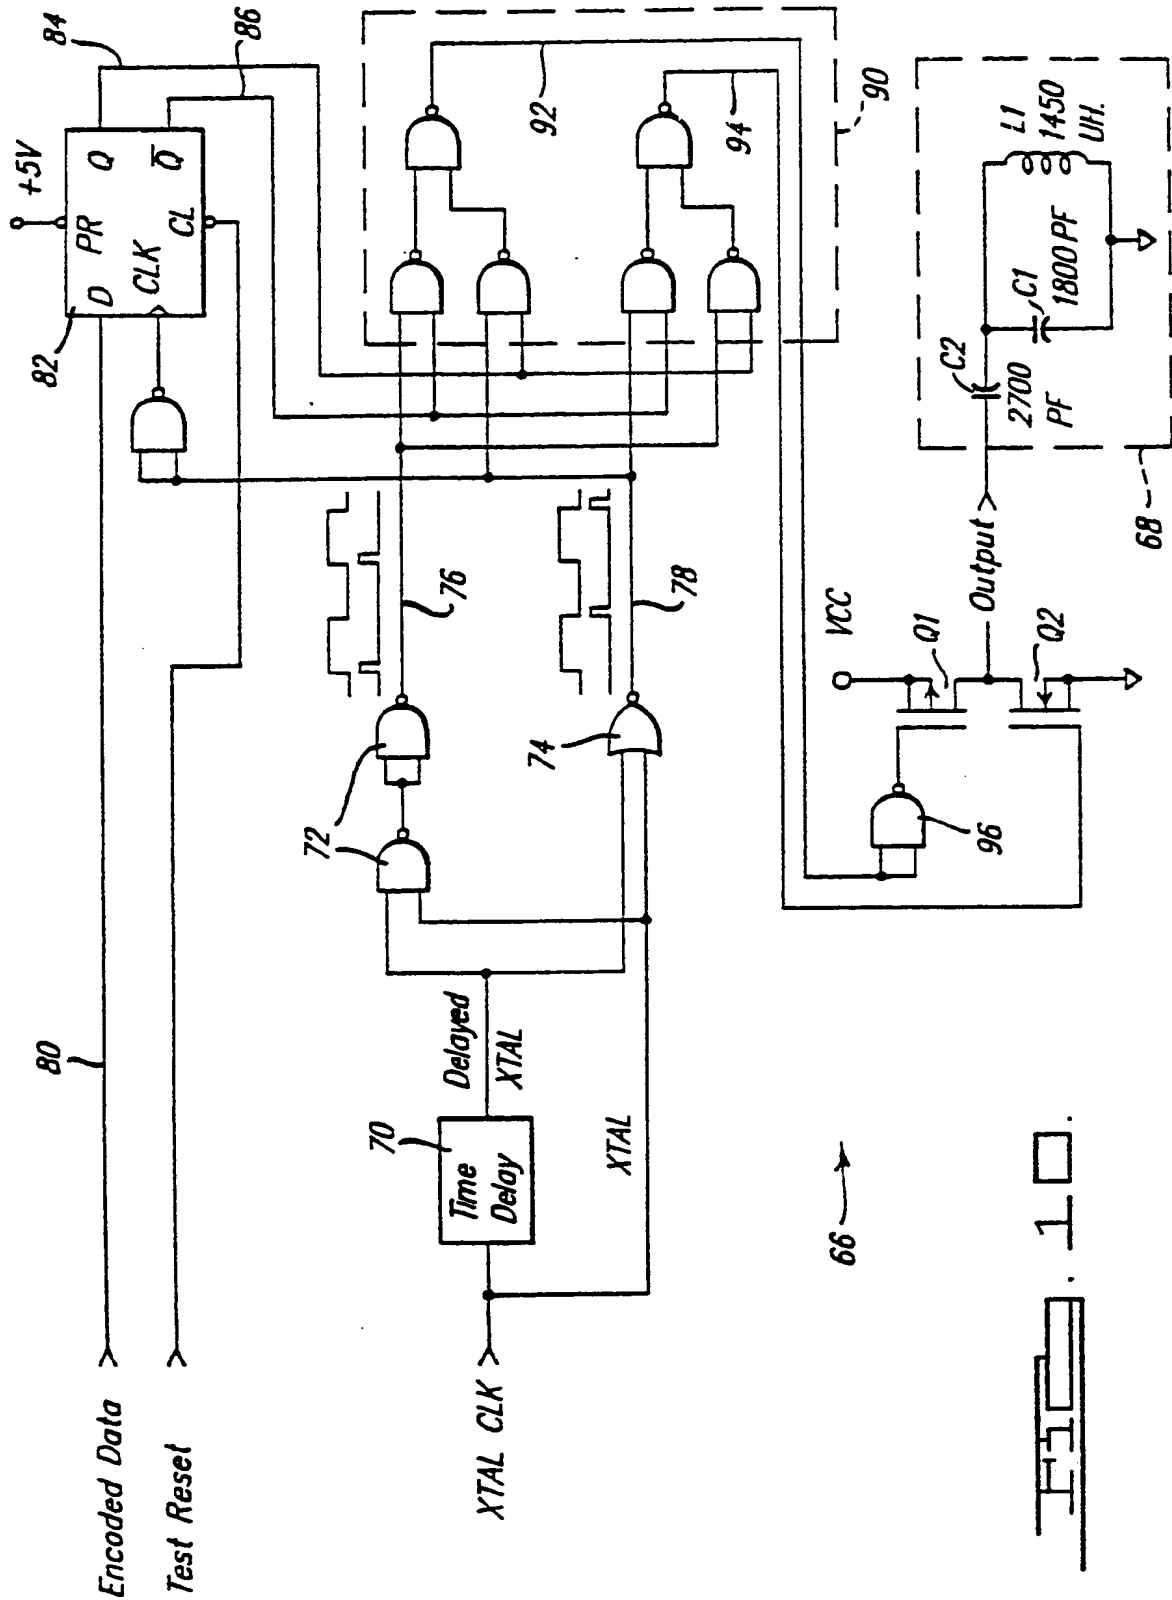 Encoded Data
Test Reset
80
82
D
PR
Q
CLK
CL
Q̅
+5V
84
86
XTAL CLK
70
Time
Delay
Delayed
XTAL
XTAL
72
74
76
78
92
94
90
96
VCC
Q1
Q2
Output
68
C2
2700
PF
C1
1800PF
L1
1450
UH.
66
FIG. 10.